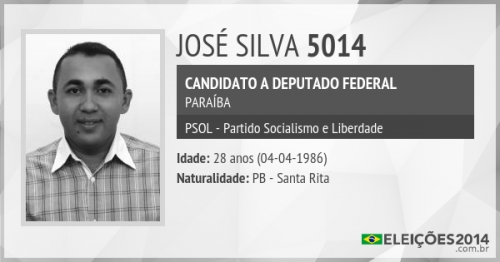 JOSÉ SILVA 5014
CANDIDATO A DEPUTADO FEDERAL
PARAÍBA
PSOL - Partido Socialismo e Liberdade
Idade: 28 anos (04-04-1986)
Naturalidade: PB - Santa Rita
ELEIÇÕES2014
.com.br